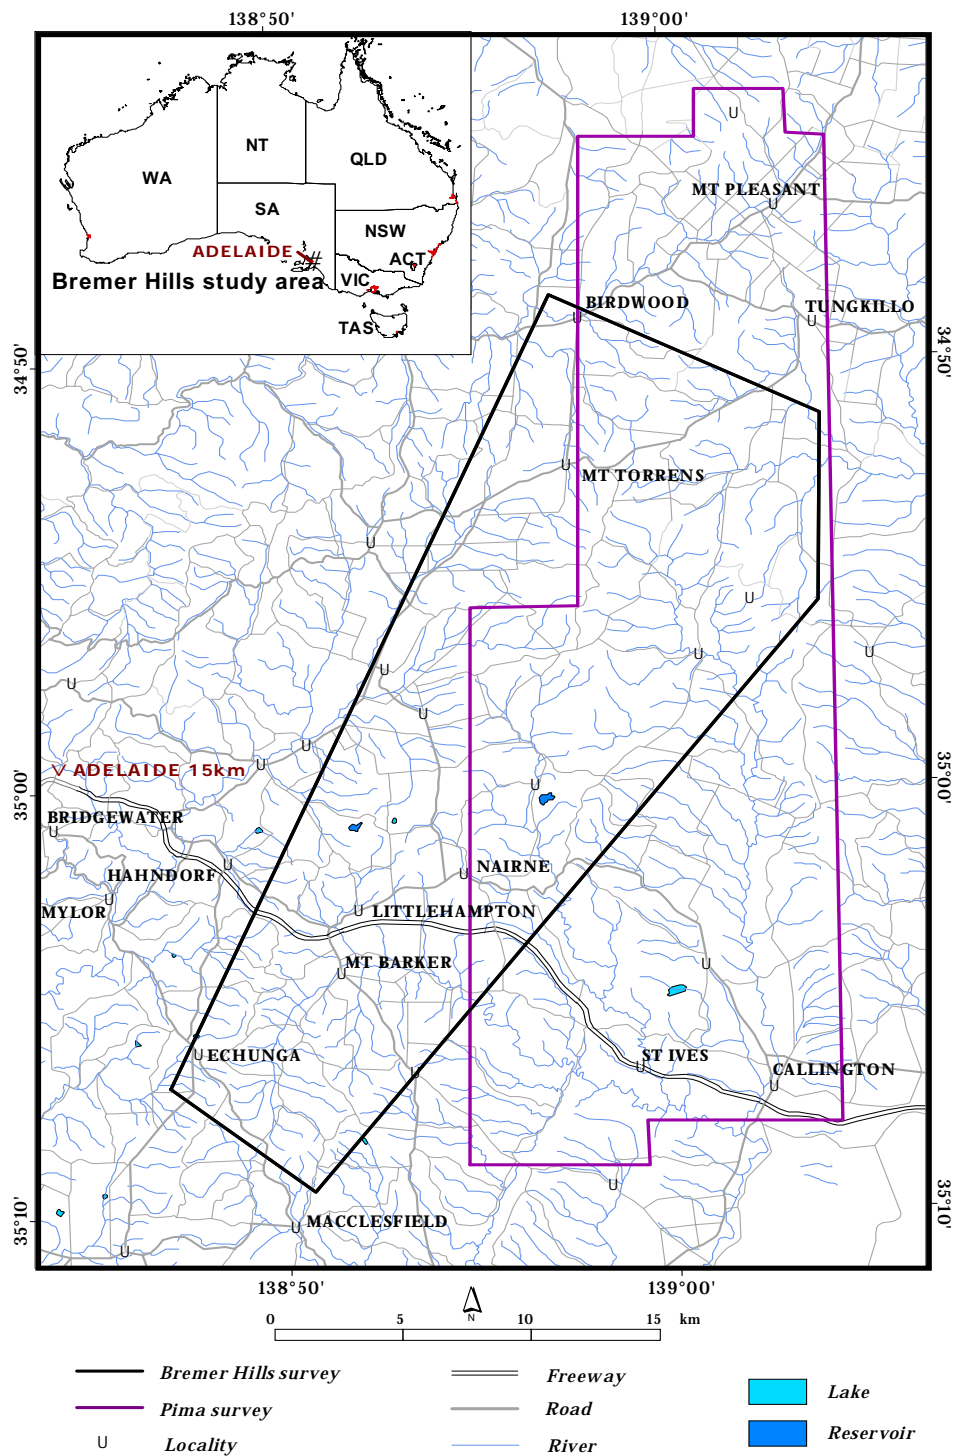 138°50'
139°00'
NT
QLD
WA
SA
NSW
ADELAIDE
ACT
Bremer Hills study area
VIC
TAS
U
MT PLEASANT
U
BIRDWOOD
U
TUNGKILLO
U
34°50'
34°50'
U
MT TORRENS
U
U
U
U
U
U
U
U
U
ADELAIDE 15km
U
35°00'
35°00'
BRIDGEWATER
U
HAHNDORF
U
NAIRNE
U
MYLOR
U
LITTLEHAMPTON
U
MT BARKER
U
U
ECHUNGA
U
ST IVES
U
CALLINGTON
U
U
U
35°10'
35°10'
MACCLESFIELD
U
U
138°50'
139°00'
N
0 5 10 15 km
Bremer Hills survey
Freeway
Lake
Pima survey
Road
Reservoir
U Locality
River